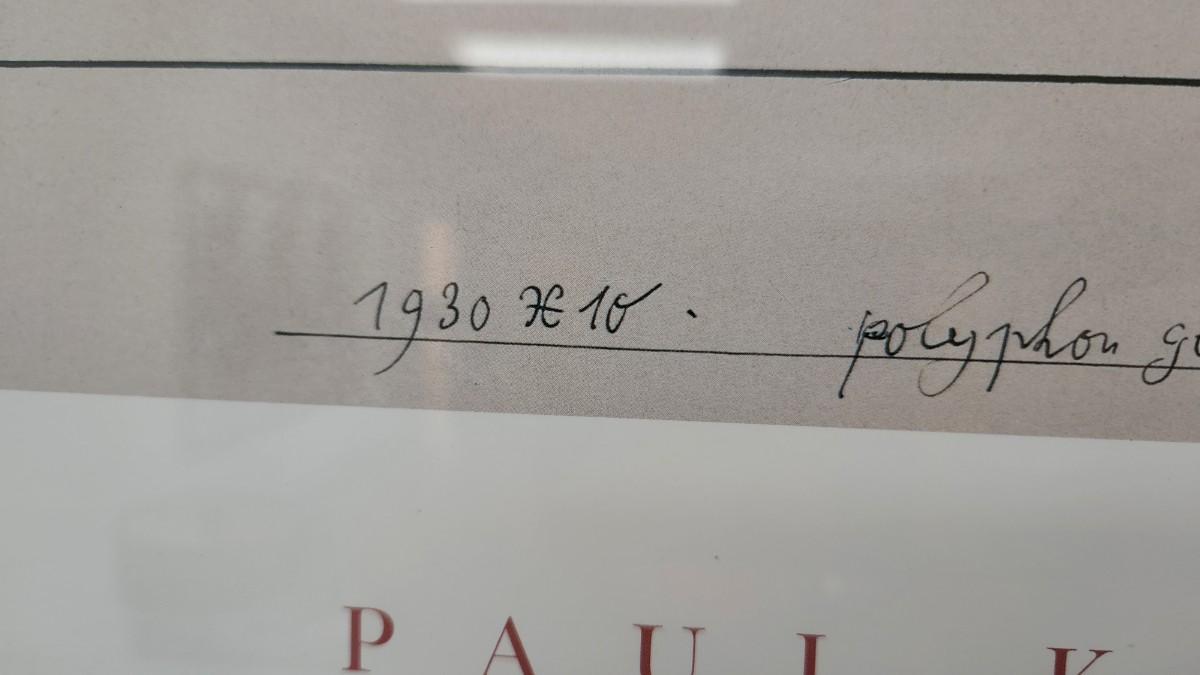 1930 X 10 . polyphon g
PAUL K